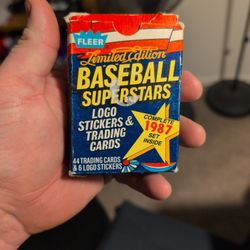 FLEER
Limited Edition
BASEBALL
SUPERSTARS
LOGO
STICKERS &
TRADING
CARDS
COMPLETE
1987
SET
INSIDE
44 TRADING CARDS
& 6 LOGO STICKERS